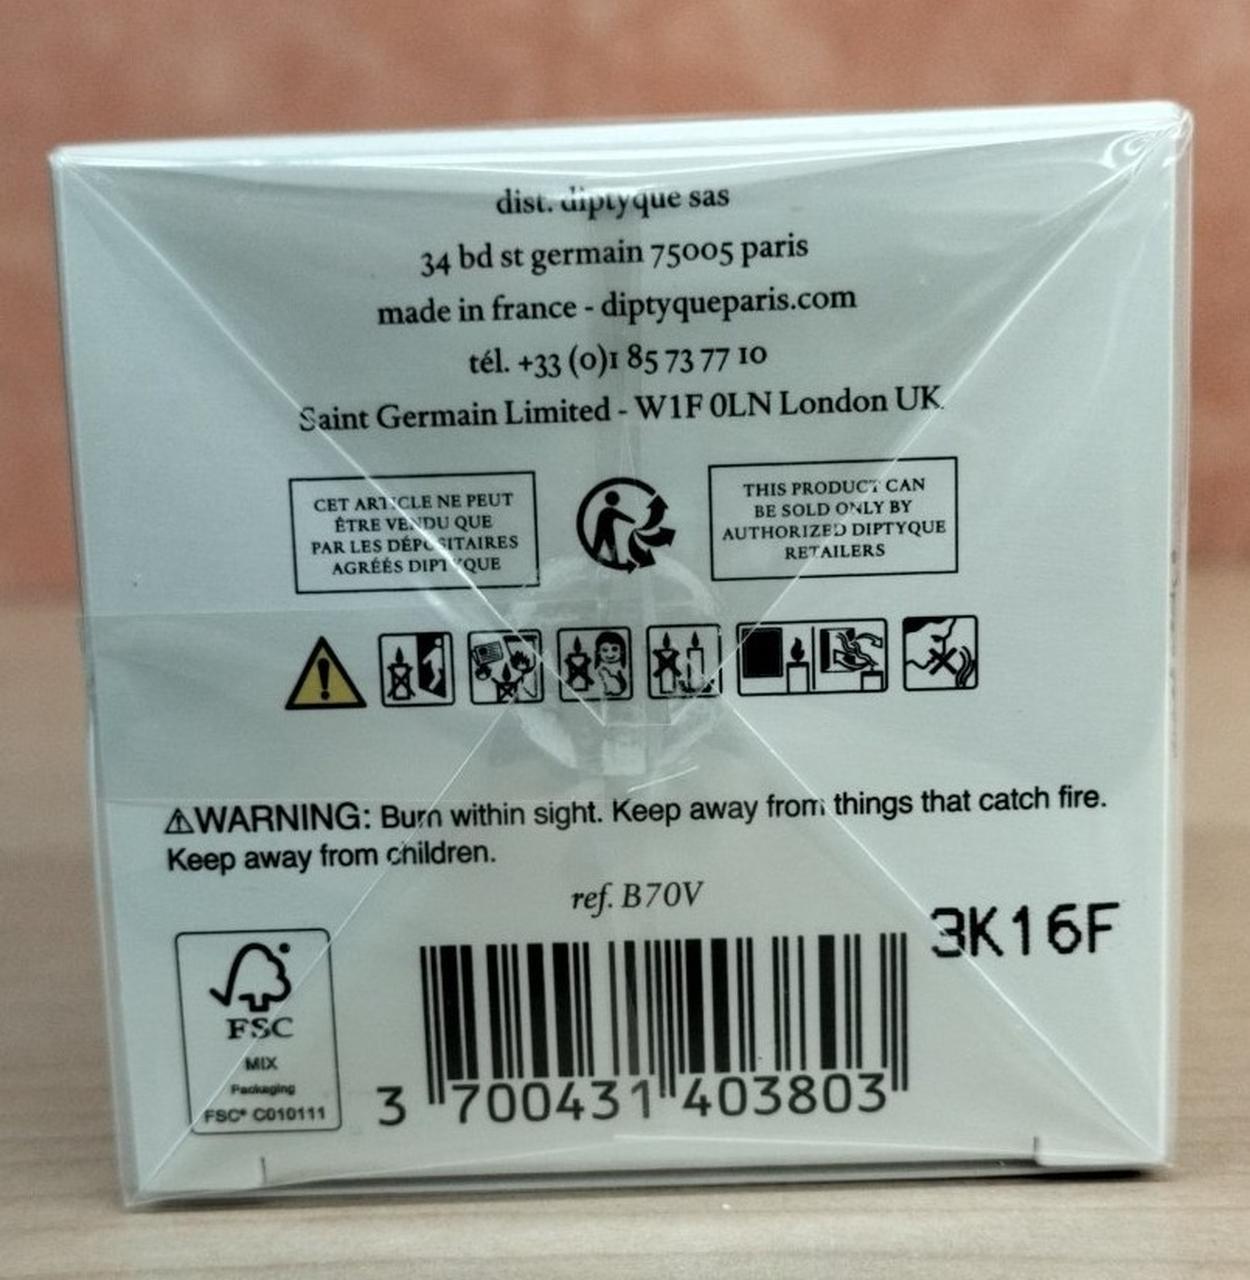 dist. diptyque sas
34 bd st germain 75005 paris
made in france - diptyqueparis.com
tél. +33 (0)1 85 73 77 10
Saint Germain Limited - W1F 0LN London UK
CET ARTICLE NE PEUT
ÊTRE VENDU QUE
PAR LES DÉPOSITAIRES
AGRÉÉS DIPTYQUE
THIS PRODUCT CAN
BE SOLD ONLY BY
AUTHORIZED DIPTYQUE
RETAILERS
⚠WARNING: Burn within sight. Keep away from things that catch fire.
Keep away from children.
ref. B70V
3K16F
FSC
MIX
Packaging
FSC® C010111
3 700431 403803